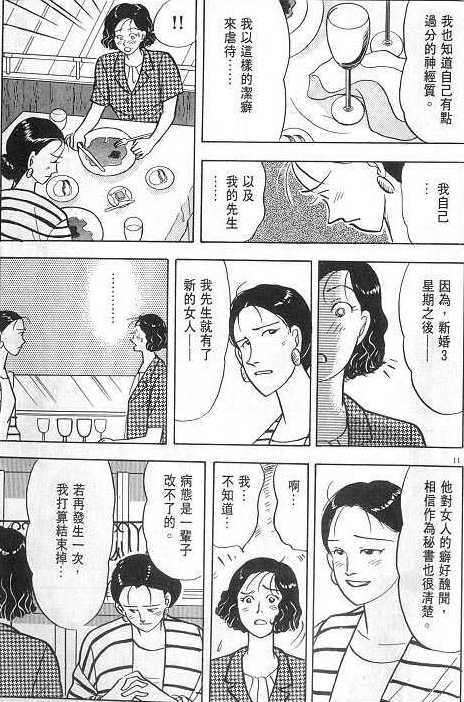 我也知道自己有點
過分的神經質。
我以這樣的潔癖
來虐待⋯⋯
!!
我自己
以及
我的先生
因為，新婚3
星期之後——
我先生就有了
新的女人——
⋯⋯⋯
11
他對女人的癖好醜聞，
相信作為秘書也很清楚。
啊⋯
我⋯
不知道⋯
病態是一輩子
改不了的。
若再發生一次，
我打算結束掉⋯